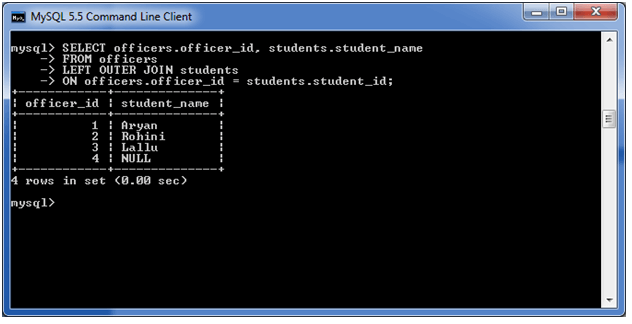 MySQL 5.5 Command Line Client
mysql> SELECT officers.officer_id, students.student_name
-> FROM officers
-> LEFT OUTER JOIN students
-> ON officers.officer_id = students.student_id;
+------------+--------------+
| officer_id | student_name |
+------------+--------------+
| 1 | Aryan |
| 2 | Rohini |
| 3 | Lallu |
| 4 | NULL |
+------------+--------------+
4 rows in set (0.00 sec)
mysql>